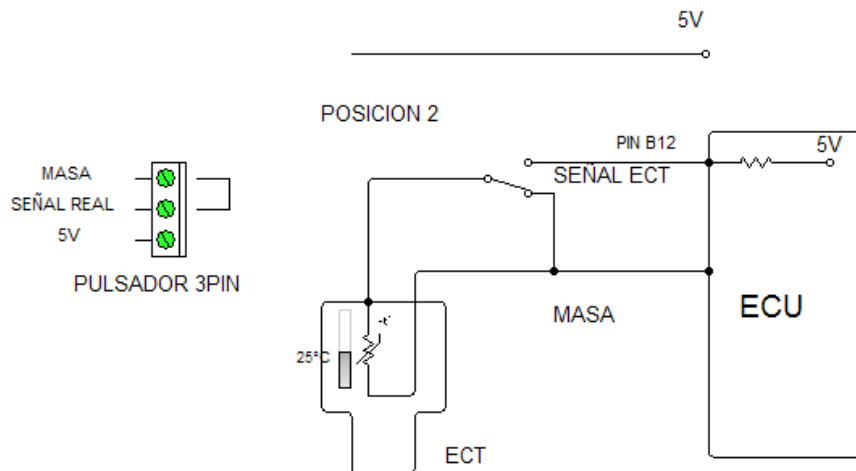 5V
POSICION 2
PIN B12
5V
SEÑAL ECT
MASA
SEÑAL REAL
5V
PULSADOR 3PIN
MASA
ECU
-t°
25°C
ECT